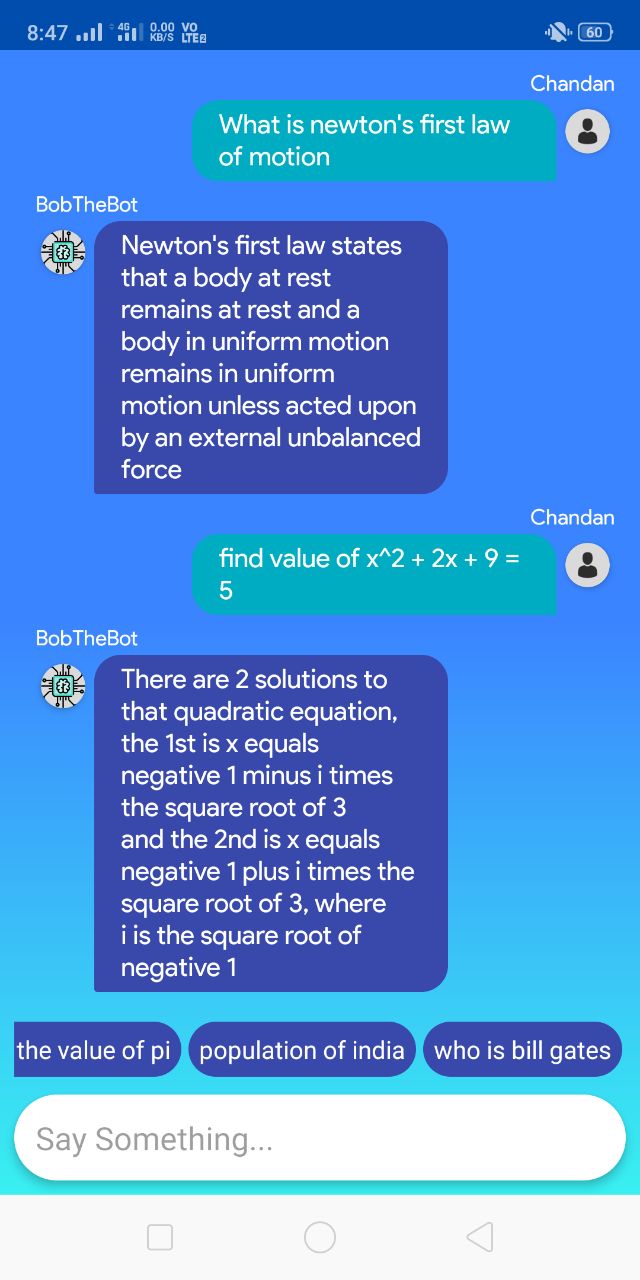 8:47 4G 0.00 KB/S VO LTE2 60
Chandan
What is newton's first law
of motion
BobTheBot
Newton's first law states
that a body at rest
remains at rest and a
body in uniform motion
remains in uniform
motion unless acted upon
by an external unbalanced
force
Chandan
find value of x^2 + 2x + 9 =
5
BobTheBot
There are 2 solutions to
that quadratic equation,
the 1st is x equals
negative 1 minus i times
the square root of 3
and the 2nd is x equals
negative 1 plus i times the
square root of 3, where
i is the square root of
negative 1
the value of pi population of india who is bill gates
Say Something...